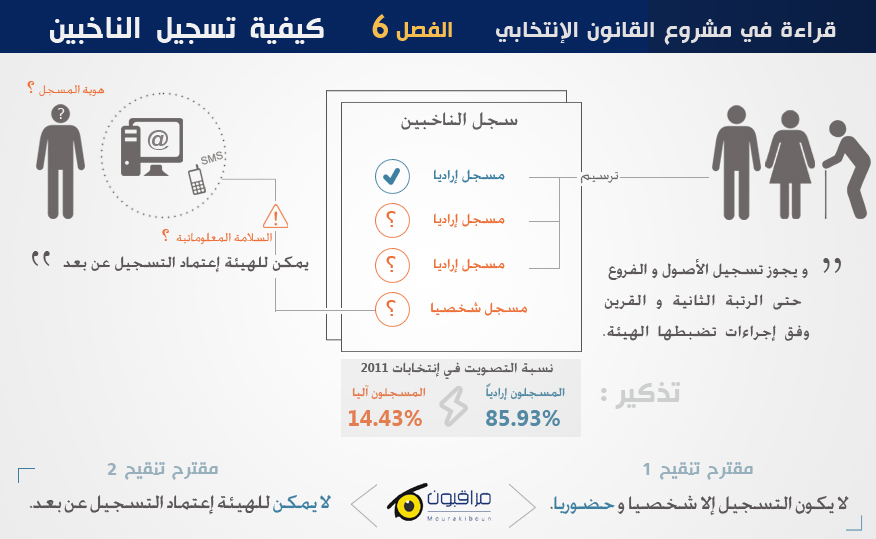 قراءة في مشروع القانون الإنتخابي
الفصل 6
كيفية تسجيل الناخبين
سجل الناخبين
ترسيم
مسجل إراديا
مسجل إراديا
؟
مسجل إراديا
؟
مسجل شخصيا
؟
هوية المسجل ؟
?
@
SMS
!
السلامة المعلوماتية ؟
” و يجوز تسجيل الأصول و الفروع
حتى الرتبة الثانية و القرين
وفق إجراءات تضبطها الهيئة.
يمكن للهيئة إعتماد التسجيل عن بعد “
تذكير :
نسبة التصويت في إنتخابات 2011
المسجلون إرادياً
85.93%
المسجلون آليا
14.43%
مقترح تنقيح 1
لا يكون التسجيل إلا شخصيا و حضوريا.
مراقبون
Mourakiboun
مقترح تنقيح 2
لا يمكن للهيئة إعتماد التسجيل عن بعد.